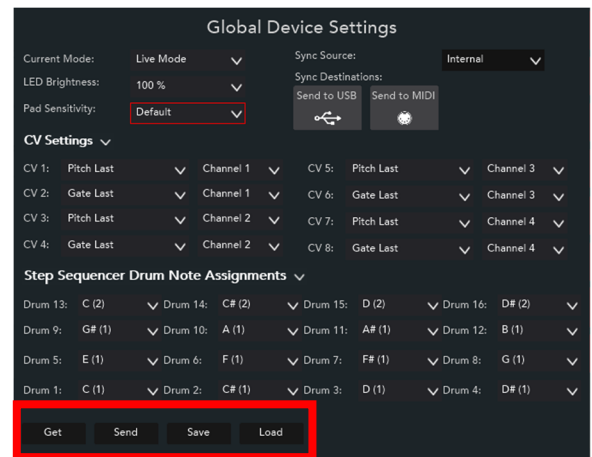 Global Device Settings
Current Mode: Live Mode Sync Source: Internal
LED Brightness: 100 % Sync Destinations:
Pad Sensitivity: Default Send to USB Send to MIDI
CV Settings
CV 1: Pitch Last Channel 1 CV 5: Pitch Last Channel 3
CV 2: Gate Last Channel 1 CV 6: Gate Last Channel 3
CV 3: Pitch Last Channel 2 CV 7: Pitch Last Channel 4
CV 4: Gate Last Channel 2 CV 8: Gate Last Channel 4
Step Sequencer Drum Note Assignments
Drum 13: C (2) Drum 14: C# (2) Drum 15: D (2) Drum 16: D# (2)
Drum 9: G# (1) Drum 10: A (1) Drum 11: A# (1) Drum 12: B (1)
Drum 5: E (1) Drum 6: F (1) Drum 7: F# (1) Drum 8: G (1)
Drum 1: C (1) Drum 2: C# (1) Drum 3: D (1) Drum 4: D# (1)
Get Send Save Load